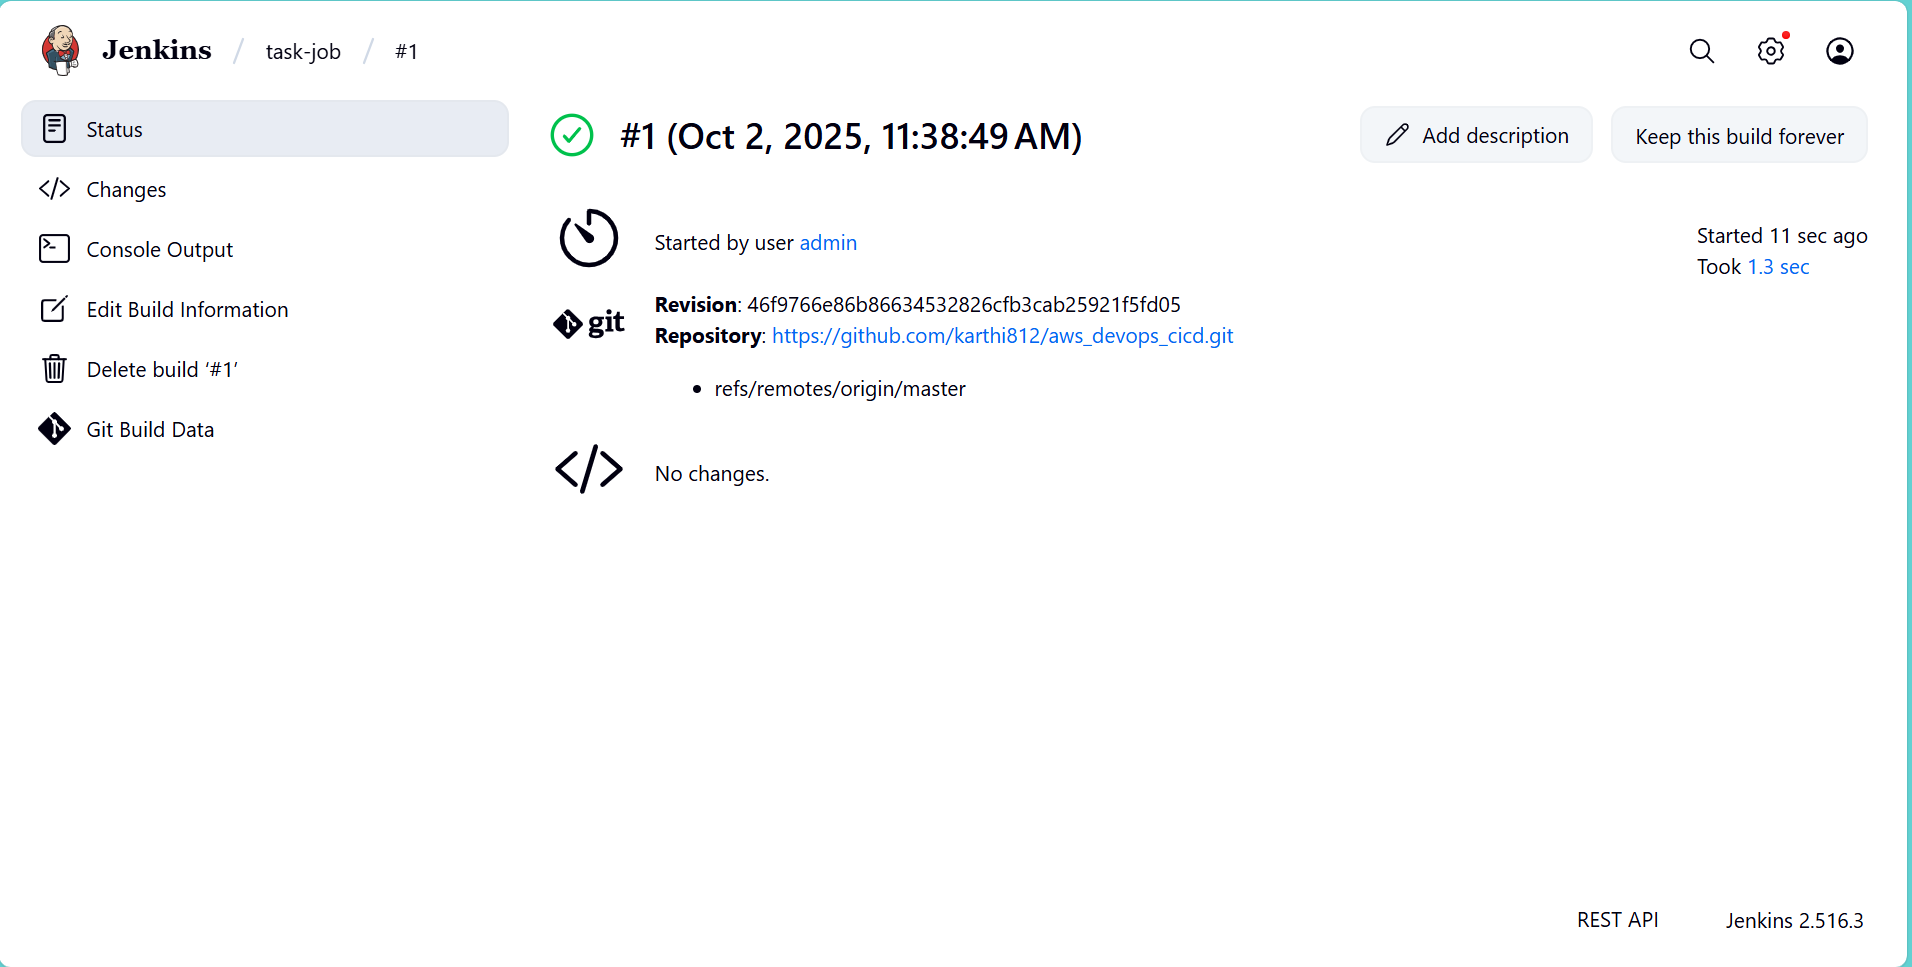 Jenkins / task-job / #1
Status
Changes
Console Output
Edit Build Information
Delete build ‘#1’
Git Build Data
#1 (Oct 2, 2025, 11:38:49 AM)
Add description
Keep this build forever
Started by user admin
Started 11 sec ago
Took 1.3 sec
git
Revision: 46f9766e86b86634532826cfb3cab25921f5fd05
Repository: https://github.com/karthi812/aws_devops_cicd.git
• refs/remotes/origin/master
No changes.
REST API
Jenkins 2.516.3